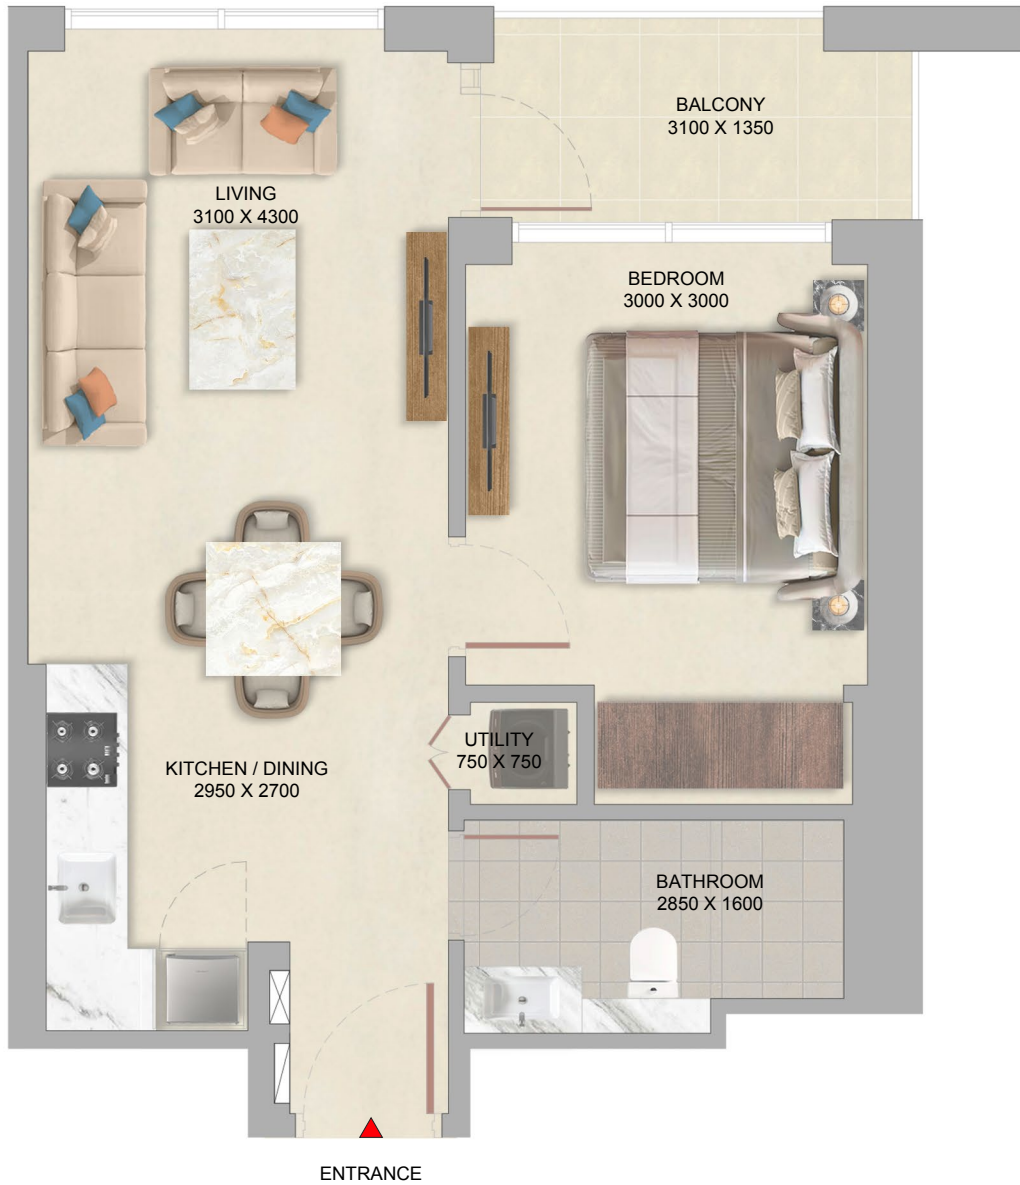 BALCONY
3100 X 1350
LIVING
3100 X 4300
BEDROOM
3000 X 3000
UTILITY
750 X 750
KITCHEN / DINING
2950 X 2700
BATHROOM
2850 X 1600
ENTRANCE